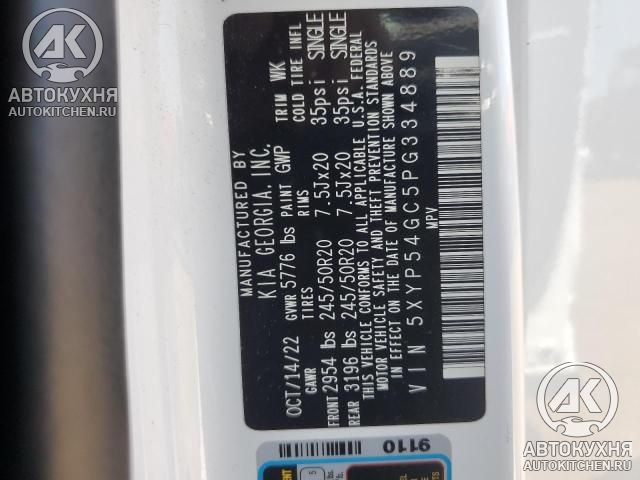 MANUFACTURED BY
KIA GEORGIA, INC.
OCT/14/22 GVWR 5776 lbs PAINT GWP TRIM WK
GAWR TIRES RIMS COLD TIRE INFL
FRONT 2954 lbs 245/50R20 7.5Jx20 35psi SINGLE
REAR 3196 lbs 245/50R20 7.5Jx20 35psi SINGLE
THIS VEHICLE CONFORMS TO ALL APPLICABLE U.S.A. FEDERAL
MOTOR VEHICLE SAFETY AND THEFT PREVENTION STANDARDS
IN EFFECT ON THE DATE OF MANUFACTURE SHOWN ABOVE
VIN 5XYP54GC5PG334889
MPV
9110
AK
АВТОКУХНЯ
AUTOKITCHEN.RU
AK
АВТОКУХНЯ
AUTOKITCHEN.RU